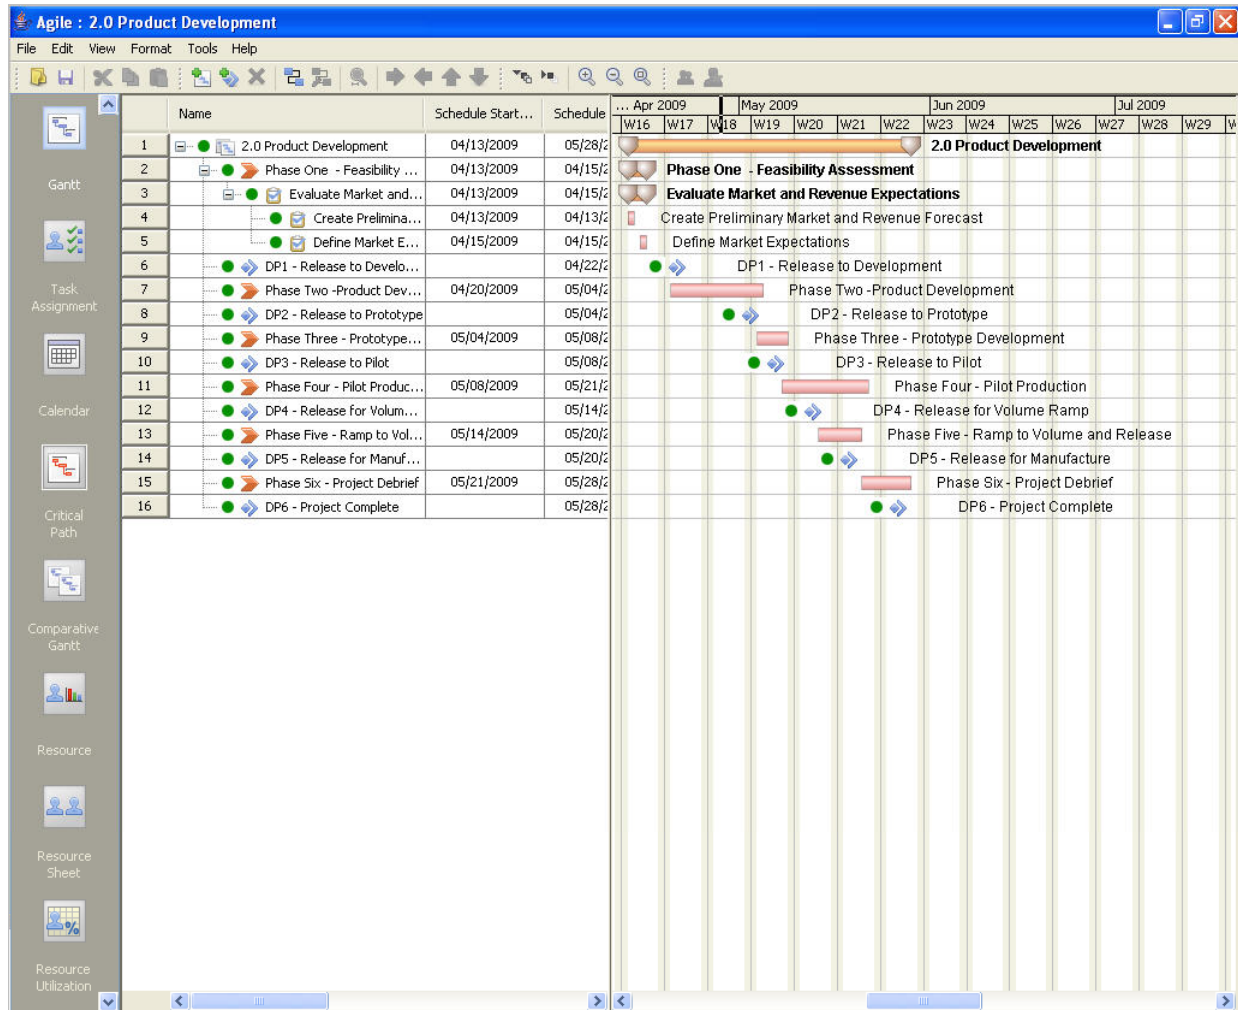 Agile : 2.0 Product Development
File Edit View Format Tools Help
Name Schedule Start... Schedule
... Apr 2009 May 2009 Jun 2009 Jul 2009
W16 W17 W18 W19 W20 W21 W22 W23 W24 W25 W26 W27 W28 W29
1 2.0 Product Development 04/13/2009 05/28/2 2.0 Product Development
2 Phase One - Feasibility ... 04/13/2009 04/15/2 Phase One - Feasibility Assessment
3 Evaluate Market and... 04/13/2009 04/15/2 Evaluate Market and Revenue Expectations
4 Create Prelimina... 04/13/2009 04/13/2 Create Preliminary Market and Revenue Forecast
5 Define Market E... 04/15/2009 04/15/2 Define Market Expectations
6 DP1 - Release to Develo... 04/22/2 DP1 - Release to Development
7 Phase Two -Product Dev... 04/20/2009 05/04/2 Phase Two -Product Development
8 DP2 - Release to Prototype 05/04/2 DP2 - Release to Prototype
9 Phase Three - Prototype... 05/04/2009 05/08/2 Phase Three - Prototype Development
10 DP3 - Release to Pilot 05/08/2 DP3 - Release to Pilot
11 Phase Four - Pilot Produc... 05/08/2009 05/21/2 Phase Four - Pilot Production
12 DP4 - Release for Volum... 05/14/2 DP4 - Release for Volume Ramp
13 Phase Five - Ramp to Vol... 05/14/2009 05/20/2 Phase Five - Ramp to Volume and Release
14 DP5 - Release for Manuf... 05/20/2 DP5 - Release for Manufacture
15 Phase Six - Project Debrief 05/21/2009 05/28/2 Phase Six - Project Debrief
16 DP6 - Project Complete 05/28/2 DP6 - Project Complete
Gantt
Task
Assignment
Calendar
Critical
Path
Comparative
Gantt
Resource
Resource
Sheet
Resource
Utilization